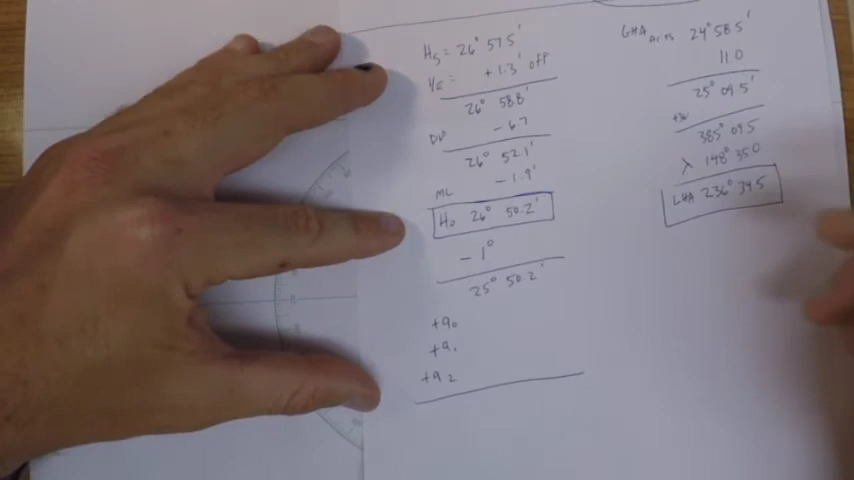 Hs = 26° 57.5'
+1.3' off
26° 58.8'
DIP -6.7
26° 52.1'
-1.9'
Ho 26° 50.2'
-1°
25° 50.2'
+a0
+a1
+a2
GHA Aries 24° 58.5'
11.0
25° 09.5'
385° 09.5
λ 148° 35.0
LHA 236° 34.5